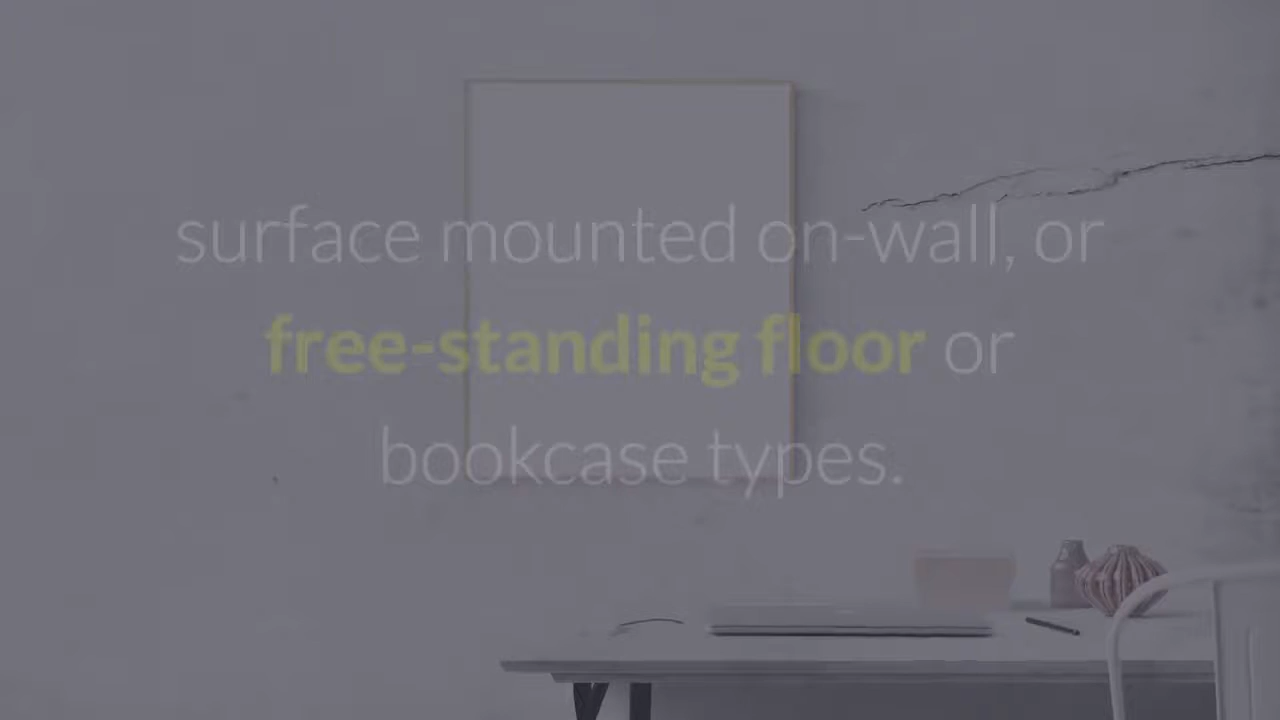 surface mounted on-wall, or
free-standing floor or
bookcase types.